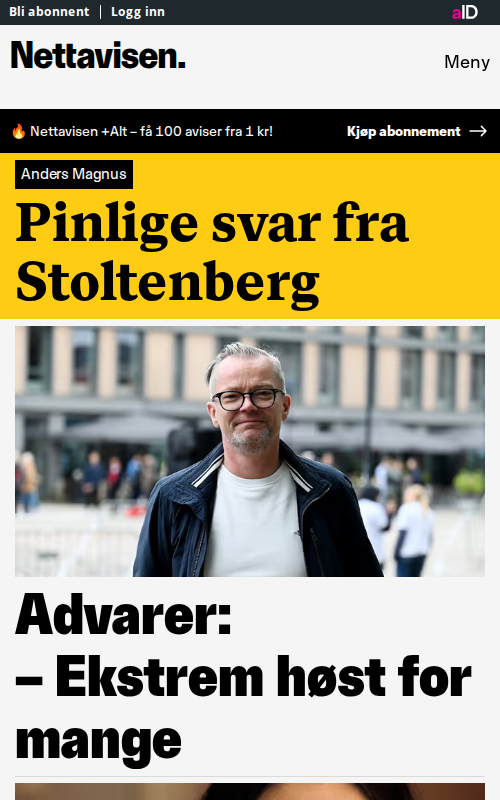 Bli abonnent | Logg inn
aID
Nettavisen.
Meny
🔥 Nettavisen +Alt – få 100 aviser fra 1 kr!
Kjøp abonnement →
Anders Magnus
Pinlige svar fra
Stoltenberg
Advarer:
– Ekstrem høst for
mange